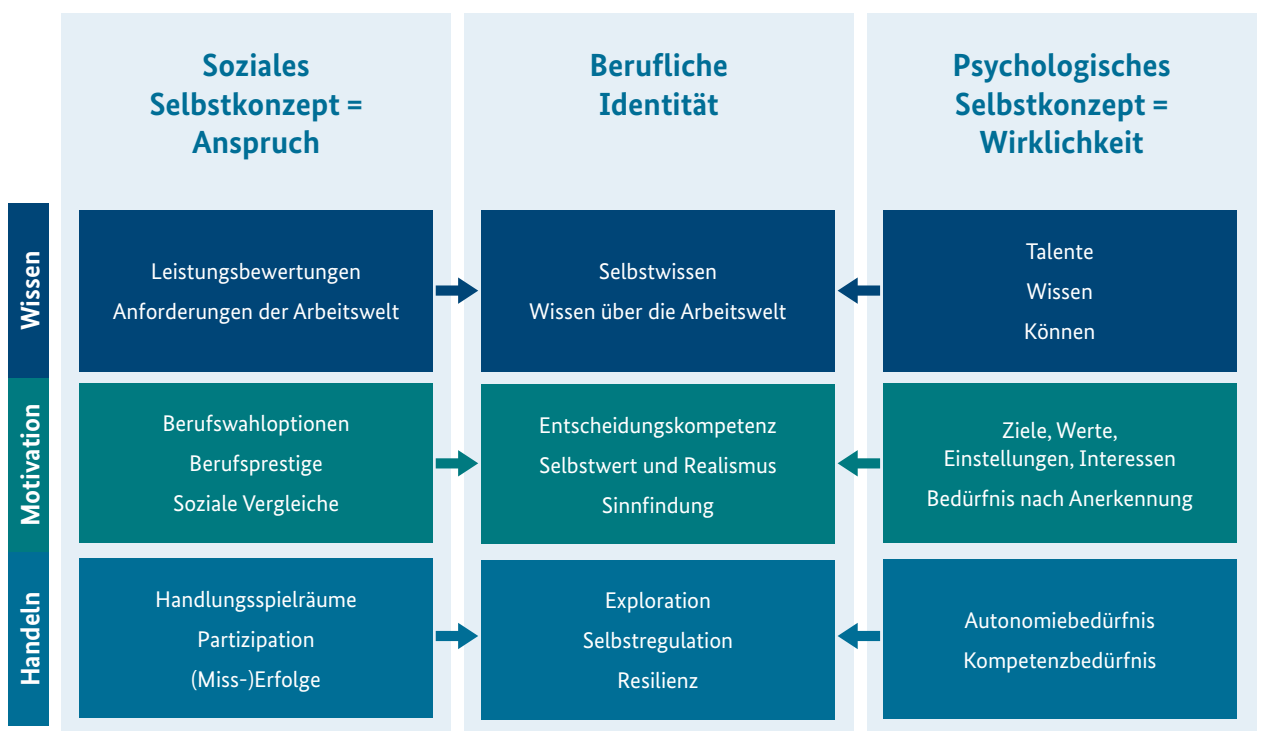 Soziales
Selbstkonzept =
Anspruch
Berufliche
Identität
Psychologisches
Selbstkonzept =
Wirklichkeit
Wissen
Leistungsbewertungen
Anforderungen der Arbeitswelt
Selbstwissen
Wissen über die Arbeitswelt
Talente
Wissen
Können
Motivation
Berufswahloptionen
Berufsprestige
Soziale Vergleiche
Entscheidungskompetenz
Selbstwert und Realismus
Sinnfindung
Ziele, Werte,
Einstellungen, Interessen
Bedürfnis nach Anerkennung
Handeln
Handlungsspielräume
Partizipation
(Miss-)Erfolge
Exploration
Selbstregulation
Resilienz
Autonomiebedürfnis
Kompetenzbedürfnis